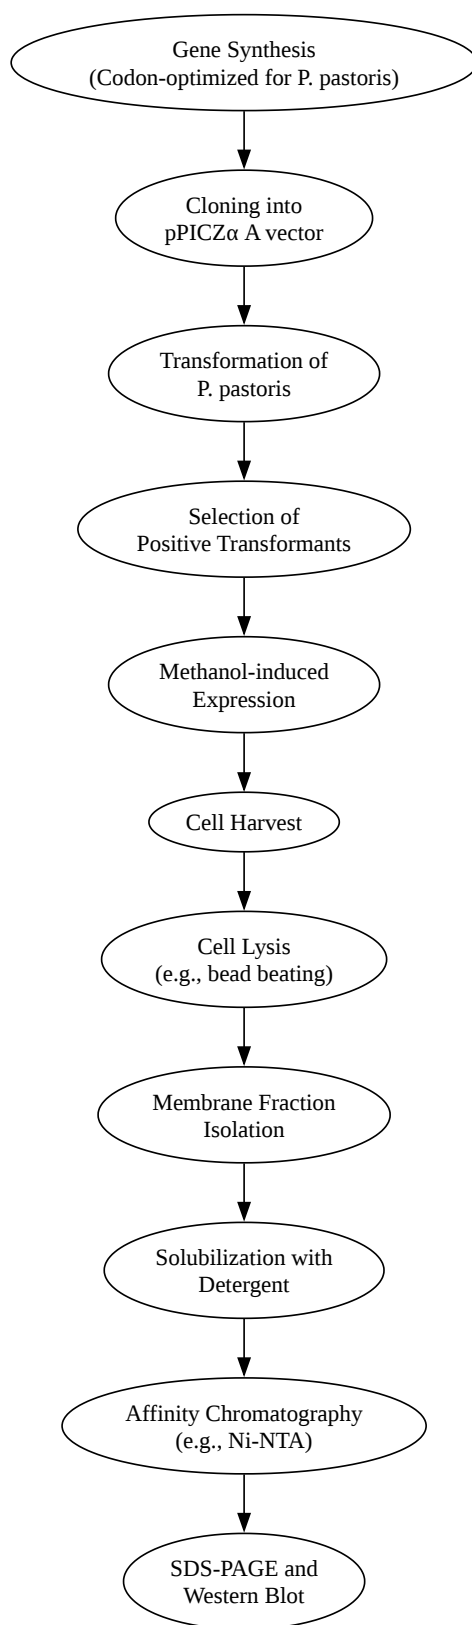 Gene Synthesis
(Codon-optimized for P. pastoris)
Cloning into
pPICZα A vector
Transformation of
P. pastoris
Selection of
Positive Transformants
Methanol-induced
Expression
Cell Harvest
Cell Lysis
(e.g., bead beating)
Membrane Fraction
Isolation
Solubilization with
Detergent
Affinity Chromatography
(e.g., Ni-NTA)
SDS-PAGE and
Western Blot